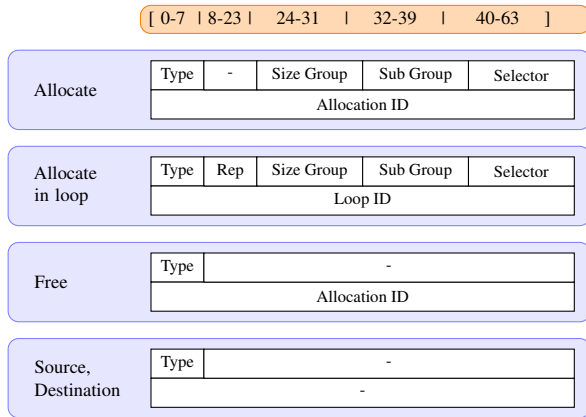 [ 0-7 | 8-23 | 24-31 | 32-39 | 40-63 ]
Allocate
Type - Size Group Sub Group Selector
Allocation ID
Allocate
in loop
Type Rep Size Group Sub Group Selector
Loop ID
Free
Type -
Allocation ID
Source,
Destination
Type -
-